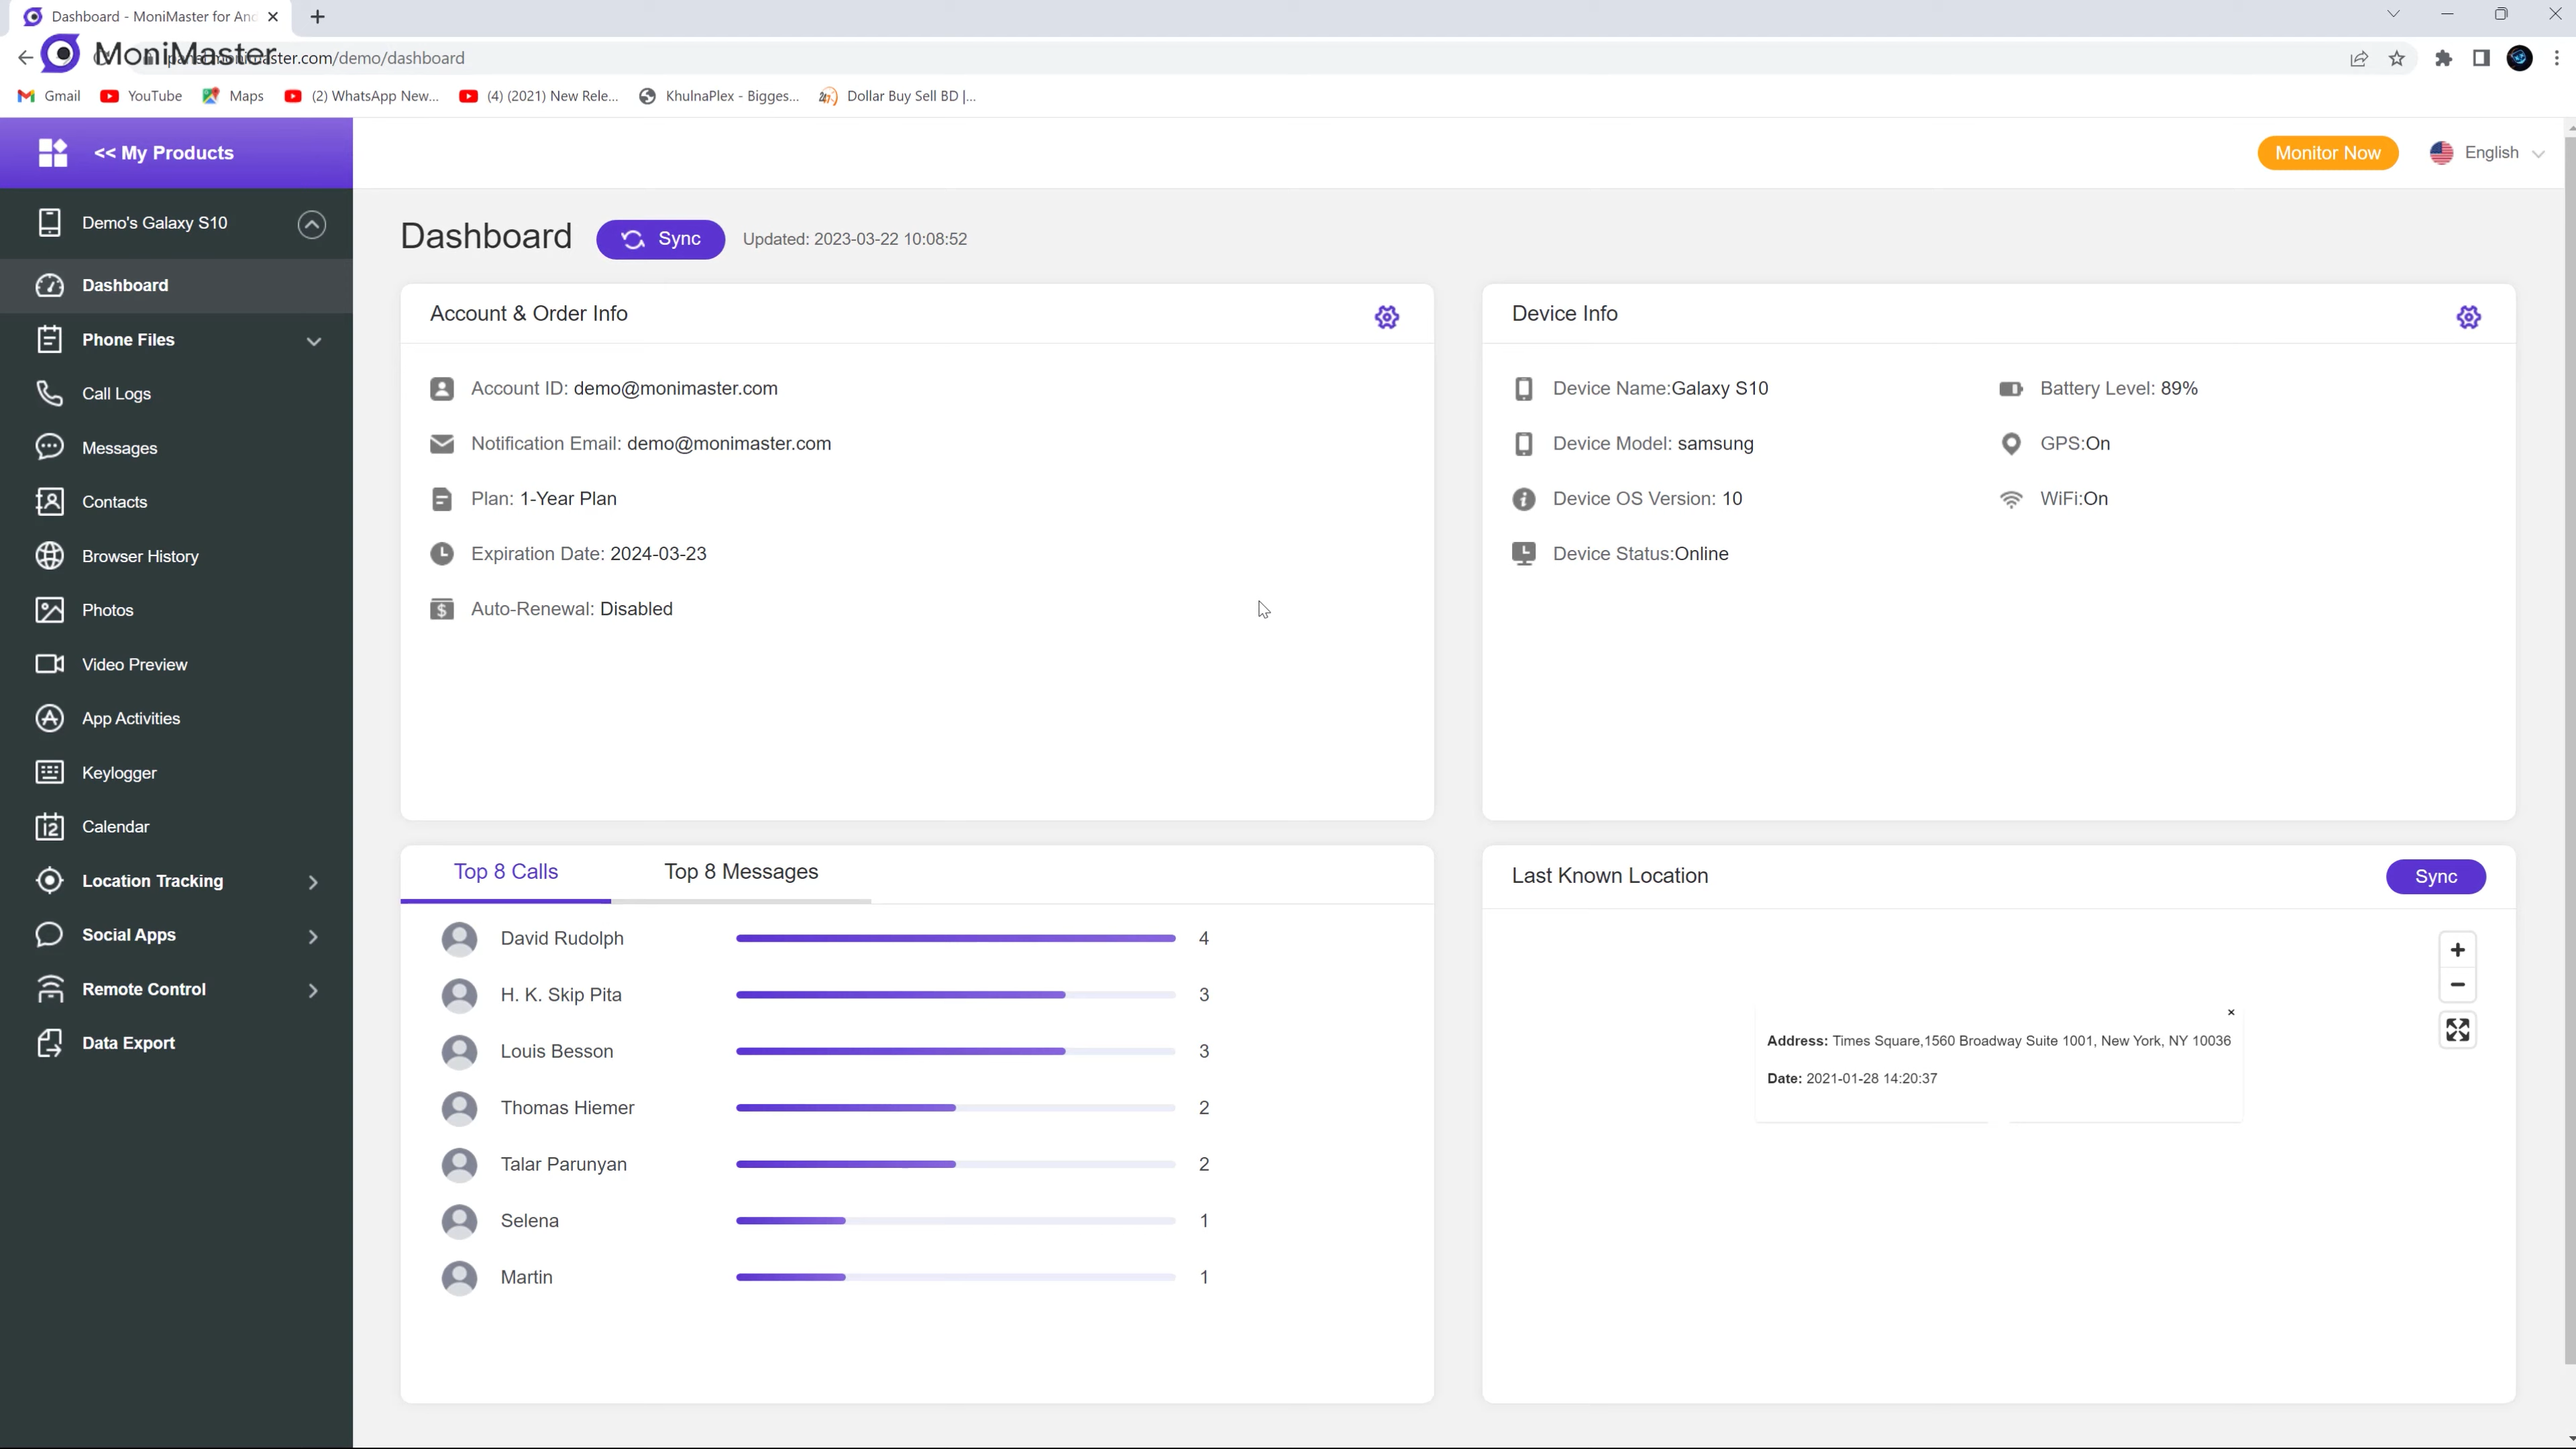 Dashboard - MoniMaster for And
MoniMaster
panel.monimaster.com/demo/dashboard
Gmail
YouTube
Maps
(2) WhatsApp New...
(4) (2021) New Rele...
KhulnaPlex - Bigges...
Dollar Buy Sell BD |...
<< My Products
Monitor Now
English
Demo's Galaxy S10
Dashboard
Phone Files
Call Logs
Messages
Contacts
Browser History
Photos
Video Preview
App Activities
Keylogger
12
Calendar
Location Tracking
Social Apps
Remote Control
Data Export
Dashboard
Sync
Updated: 2023-03-22 10:08:52
Account & Order Info
Account ID: demo@monimaster.com
Notification Email: demo@monimaster.com
Plan: 1-Year Plan
Expiration Date: 2024-03-23
Auto-Renewal: Disabled
Device Info
Device Name:Galaxy S10
Device Model: samsung
Device OS Version: 10
Device Status:Online
Battery Level: 89%
GPS:On
WiFi:On
Top 8 Calls
Top 8 Messages
David Rudolph 4
H. K. Skip Pita 3
Louis Besson 3
Thomas Hiemer 2
Talar Parunyan 2
Selena 1
Martin 1
Last Known Location
Sync
Address: Times Square,1560 Broadway Suite 1001, New York, NY 10036
Date: 2021-01-28 14:20:37